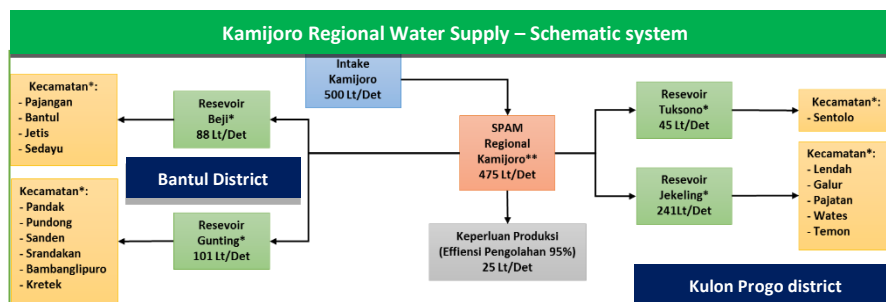 Kamijoro Regional Water Supply – Schematic system
Intake
Kamijoro
500 Lt/Det
Kecamatan*:
- Pajangan
- Bantul
- Jetis
- Sedayu
Resevoir
Beji*
88 Lt/Det
Bantul District
Kecamatan*:
- Pandak
- Pundong
- Sanden
- Srandakan
- Bambanglipuro
- Kretek
Resevoir
Gunting*
101 Lt/Det
SPAM
Regional
Kamijoro**
475 Lt/Det
Keperluan Produksi
(Effiensi Pengolahan 95%)
25 Lt/Det
Resevoir
Tuksono*
45 Lt/Det
Kecamatan*:
- Sentolo
Resevoir
Jekeling*
241Lt/Det
Kecamatan*:
- Lendah
- Galur
- Pajatan
- Wates
- Temon
Kulon Progo district